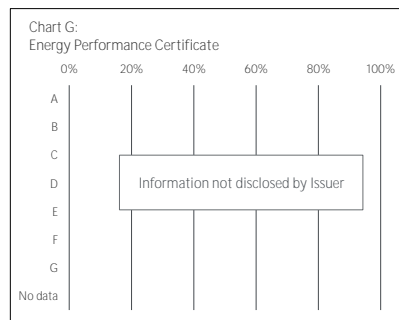 Chart G:
Energy Performance Certificate
0% 20% 40% 60% 80% 100%
A
B
C
Information not disclosed by Issuer
D
E
F
G
No data